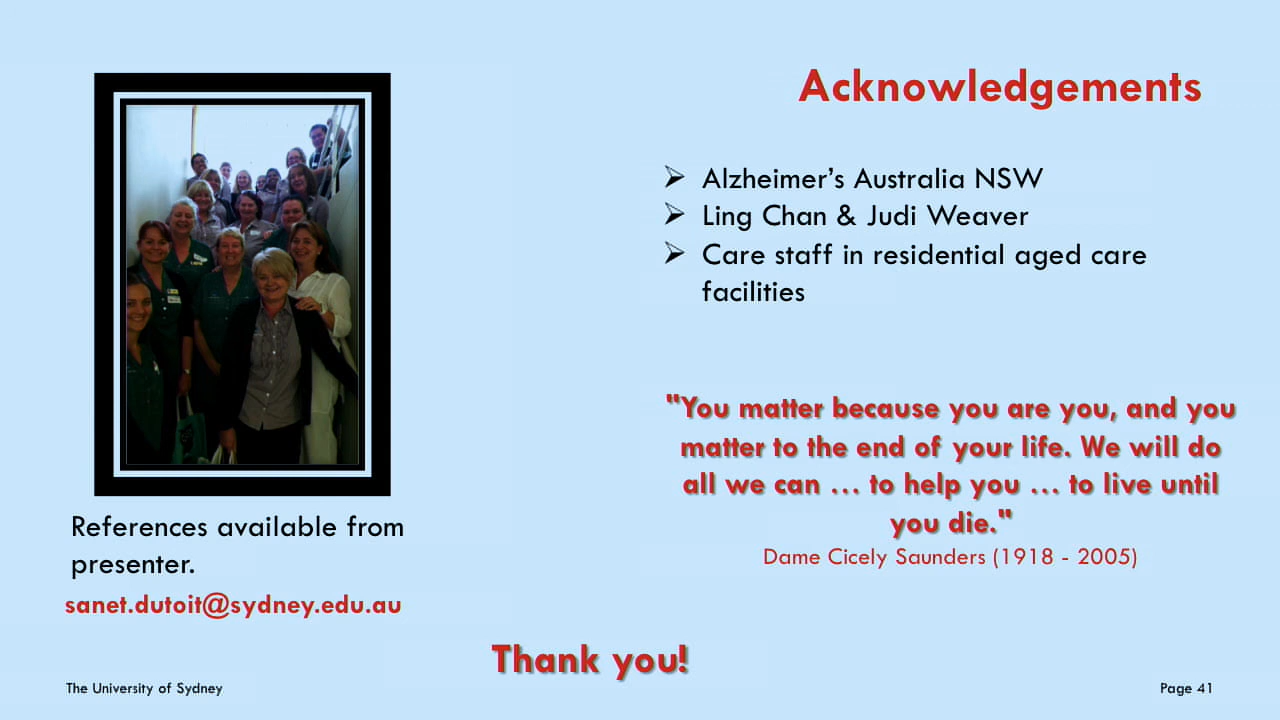 Acknowledgements
➢ Alzheimer’s Australia NSW
➢ Ling Chan & Judi Weaver
➢ Care staff in residential aged care
facilities
"You matter because you are you, and you
matter to the end of your life. We will do
all we can … to help you … to live until
you die."
Dame Cicely Saunders (1918 - 2005)
References available from
presenter.
sanet.dutoit@sydney.edu.au
Thank you!
The University of Sydney
Page 41